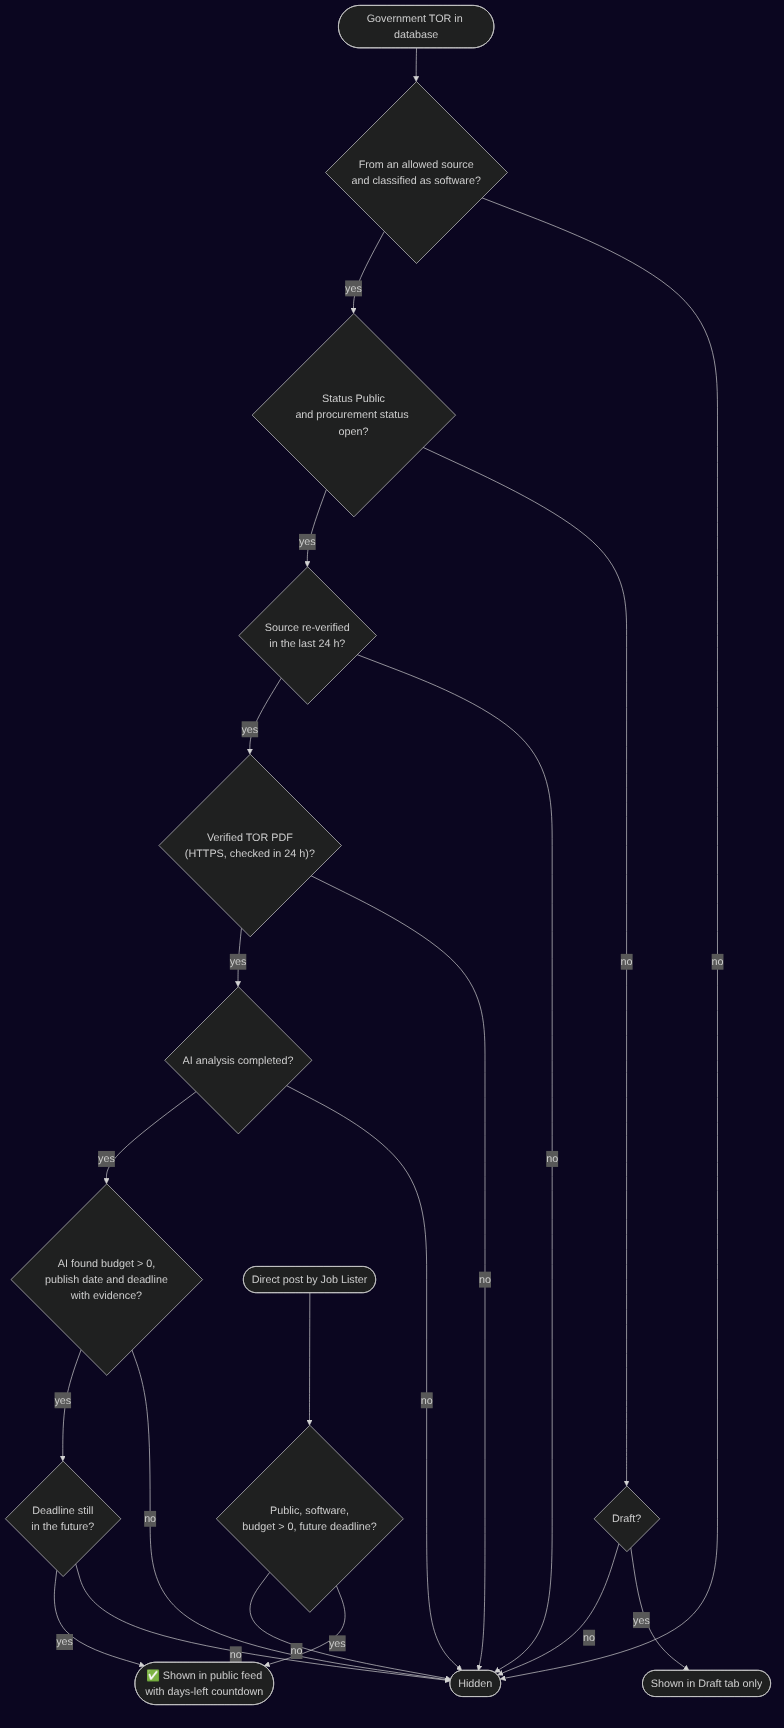 Government TOR in
database
From an allowed source
and classified as software?
yes
Status Public
and procurement status
open?
yes
Source re-verified
in the last 24 h?
yes
Verified TOR PDF
(HTTPS, checked in 24 h)?
yes
no
no
AI analysis completed?
yes
no
AI found budget > 0,
publish date and deadline
with evidence?
Direct post by Job Lister
no
yes
no
Deadline still
in the future?
no
Public, software,
budget > 0, future deadline?
Draft?
yes
no
no
yes
no
yes
✅ Shown in public feed
with days-left countdown
Hidden
Shown in Draft tab only